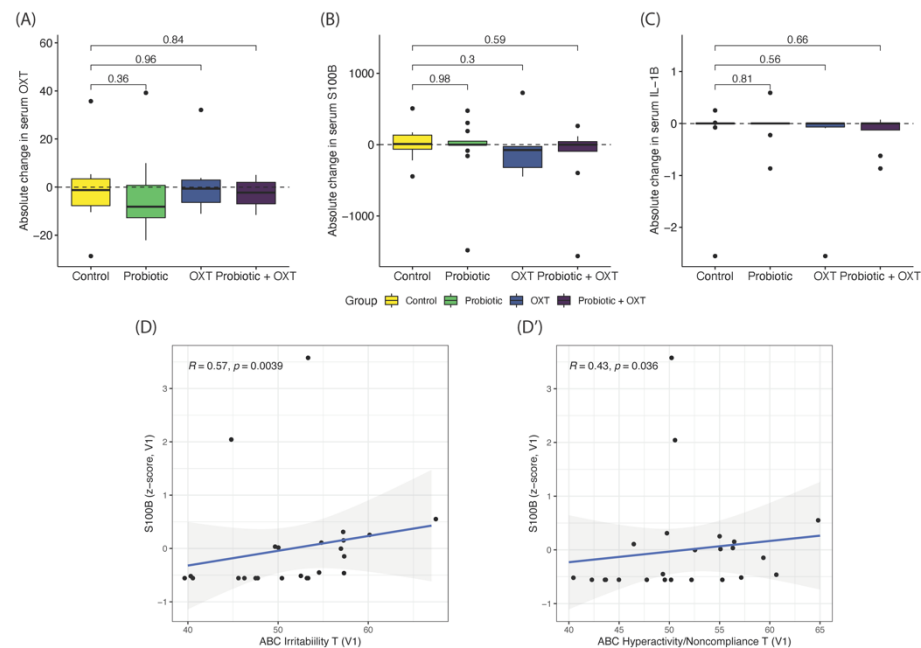 (A)
(B)
(C)
Absolute change in serum OXT
60
40
20
0
−20
0.84
0.96
0.36
Control Probiotic OXT Probiotic + OXT
Absolute change in serum S100B
1000
0
−1000
0.59
0.3
0.98
Control Probiotic OXT Probiotic + OXT
Absolute change in serum IL−1B
0
−1
−2
0.66
0.56
0.81
Control Probiotic OXT Probiotic + OXT
Group Control Probiotic OXT Probiotic + OXT
(D)
(D')
R = 0.57, p = 0.0039
S100B (z−score, V1)
3
2
1
0
−1
40 50 60
ABC Irritabiility T (V1)
R = 0.43, p = 0.036
S100B (z−score, V1)
3
2
1
0
−1
40 45 50 55 60 65
ABC Hyperactivity/Noncompliance T (V1)